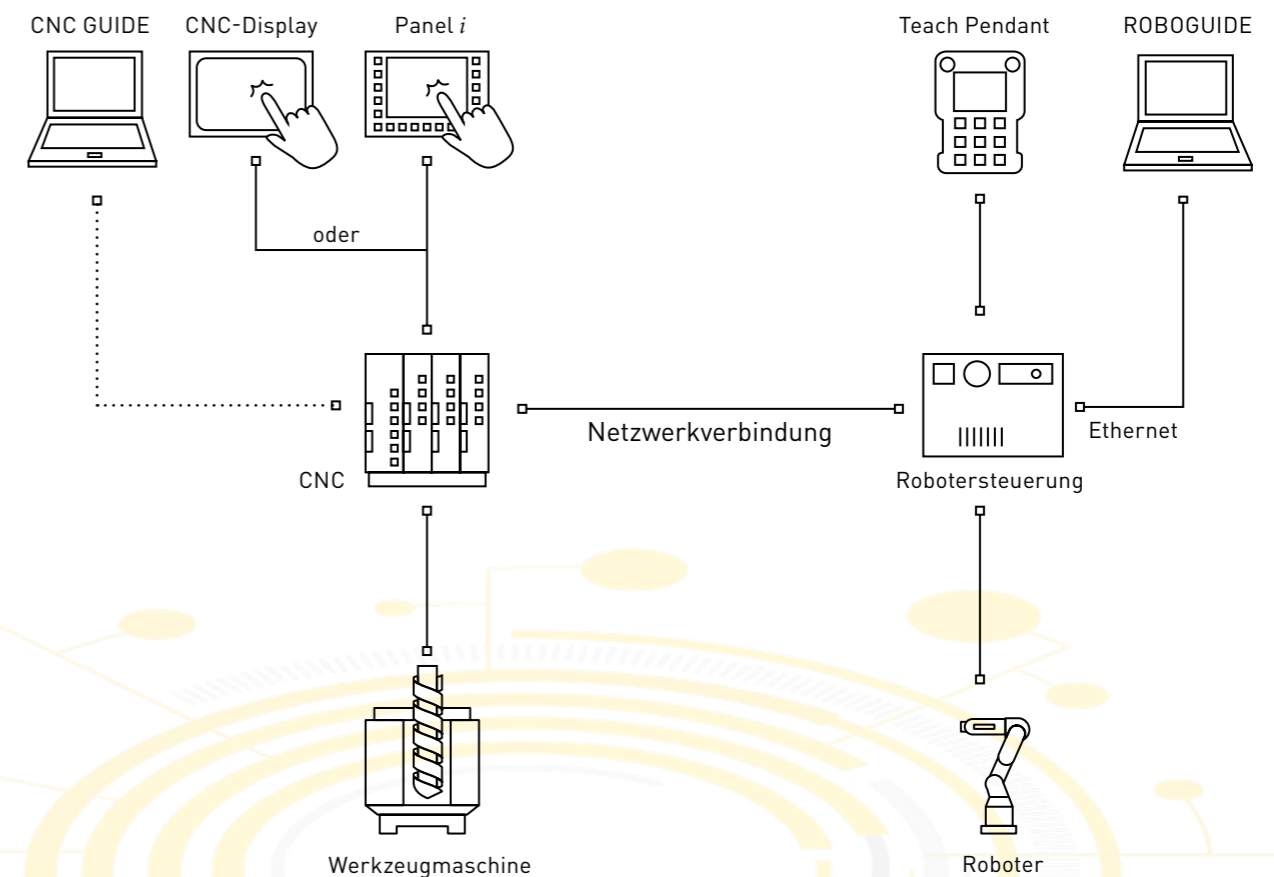 CNC GUIDE
CNC-Display
Panel i
Teach Pendant
ROBOGUIDE
oder
Netzwerkverbindung
Ethernet
CNC
Robotersteuerung
Werkzeugmaschine
Roboter